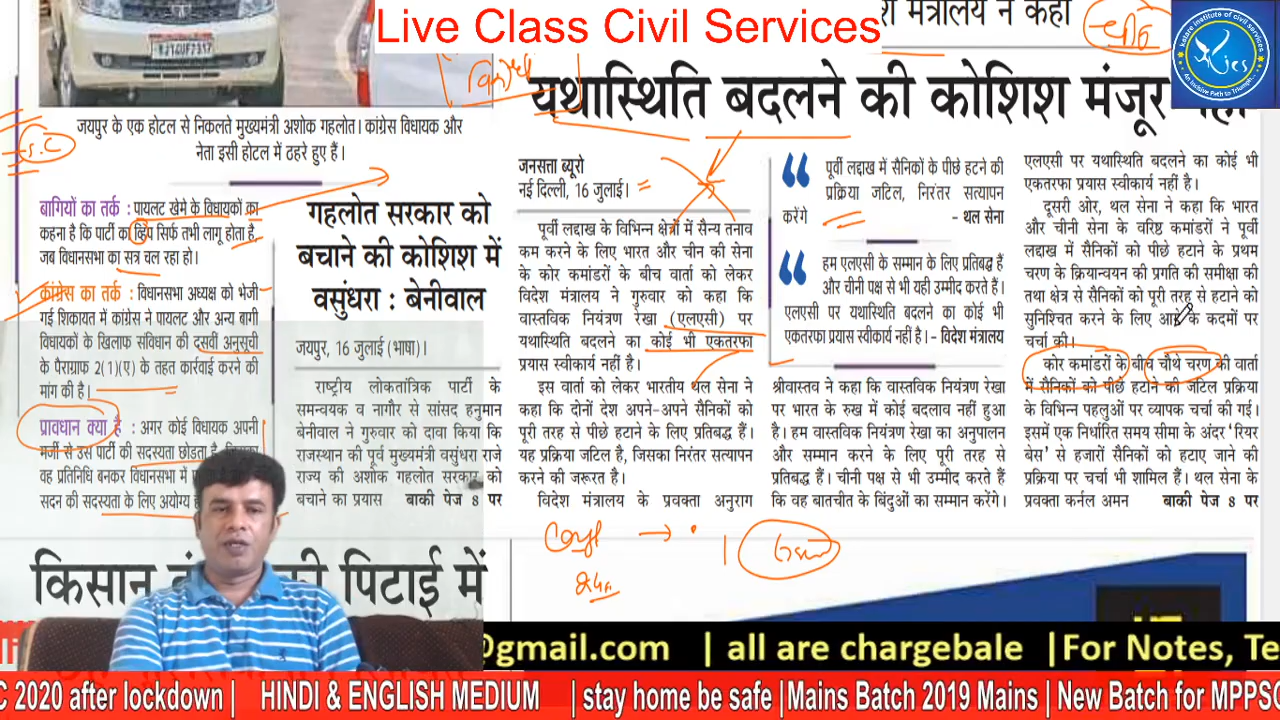 Live Class Civil Services
मंत्रालय ने कहा
ketare institute of civil services
RJ14UF7317
जयपुर के एक होटल से निकलते मुख्यमंत्री अशोक गहलोत। कांग्रेस विधायक और
नेता इसी होटल में ठहरे हुए हैं।
S.C
बागियों का तर्क : पायलट खेमे के विधायकों का
कहना है कि पार्टी का व्हिप सिर्फ तभी लागू होता है,
जब विधानसभा का सत्र चल रहा हो।
कांग्रेस का तर्क : विधानसभा अध्यक्ष को भेजी
गई शिकायत में कांग्रेस ने पायलट और अन्य बागी
विधायकों के खिलाफ संविधान की दसवीं अनुसूची
के पैराग्राफ 2(1)(ए) के तहत कार्रवाई करने की
मांग की है।
प्रावधान क्या है : अगर कोई विधायक अपनी
मर्जी से उस पार्टी की सदस्यता छोडता है,
वह प्रतिनिधि बनकर विधानसभा में
सदन की सदस्यता के लिए अयोग्य
गहलोत सरकार को
बचाने की कोशिश में
वसुंधरा : बेनीवाल
जयपुर, 16 जुलाई (भाषा)।
राष्ट्रीय लोकतांत्रिक पार्टी के
समन्वयक व नागौर से सांसद हनुमान
बेनीवाल ने गुरुवार को दावा किया कि
राजस्थान की पूर्व मुख्यमंत्री वसुंधरा राजे
राज्य की अशोक गहलोत सरकार को
बचाने का प्रयास बाकी पेज 8 पर
यथास्थिति बदलने की कोशिश मंजूर
जनसत्ता ब्यूरो
नई दिल्ली, 16 जुलाई।
पूर्वी लद्दाख के विभिन्न क्षेत्रों में सैन्य तनाव
कम करने के लिए भारत और चीन की सेना
के कोर कमांडरों के बीच वार्ता को लेकर
विदेश मंत्रालय ने गुरुवार को कहा कि
वास्तविक नियंत्रण रेखा (एलएसी) पर
यथास्थिति बदलने का कोई भी एकतरफा
प्रयास स्वीकार्य नहीं है।
इस वार्ता को लेकर भारतीय थल सेना ने
कहा कि दोनों देश अपने-अपने सैनिकों को
पूरी तरह से पीछे हटाने के लिए प्रतिबद्ध हैं।
यह प्रक्रिया जटिल है, जिसका निरंतर सत्यापन
करने की जरूरत है।
विदेश मंत्रालय के प्रवक्ता अनुराग
पूर्वी लद्दाख में सैनिकों के पीछे हटने की
प्रक्रिया जटिल, निरंतर सत्यापन
करेंगे - थल सेना
हम एलएसी के सम्मान के लिए प्रतिबद्ध हैं
और चीनी पक्ष से भी यही उम्मीद करते हैं।
एलएसी पर यथास्थिति बदलने का कोई भी
एकतरफा प्रयास स्वीकार्य नहीं है। - विदेश मंत्रालय
श्रीवास्तव ने कहा कि वास्तविक नियंत्रण रेखा
पर भारत के रुख में कोई बदलाव नहीं हुआ
है। हम वास्तविक नियंत्रण रेखा का अनुपालन
और सम्मान करने के लिए पूरी तरह से
प्रतिबद्ध हैं। चीनी पक्ष से भी उम्मीद करते हैं
कि वह बातचीत के बिंदुओं का सम्मान करेंगे।
एलएसी पर यथास्थिति बदलने का कोई भी
एकतरफा प्रयास स्वीकार्य नहीं है।
दूसरी ओर, थल सेना ने कहा कि भारत
और चीनी सेना के वरिष्ठ कमांडरों ने पूर्वी
लद्दाख में सैनिकों को पीछे हटाने के प्रथम
चरण के क्रियान्वयन की प्रगति की समीक्षा की
तथा क्षेत्र से सैनिकों को पूरी तरह से हटाने को
सुनिश्चित करने के लिए आगे के कदमों पर
चर्चा की।
कोर कमांडरों के बीच चौथे चरण की वार्ता
में सैनिकों को पीछे हटाने की जटिल प्रक्रिया
के विभिन्न पहलुओं पर व्यापक चर्चा की गई।
इसमें एक निर्धारित समय सीमा के अंदर 'रियर
बेस' से हजारों सैनिकों को हटाए जाने की
प्रक्रिया पर चर्चा भी शामिल हैं। थल सेना के
प्रवक्ता कर्नल अमन बाकी पेज 8 पर
किसान की पिटाई में
@gmail.com | all are chargebale |For Notes, Te
C 2020 after lockdown | HINDI & ENGLISH MEDIUM |stay home be safe |Mains Batch 2019 Mains | New Batch for MPPSC